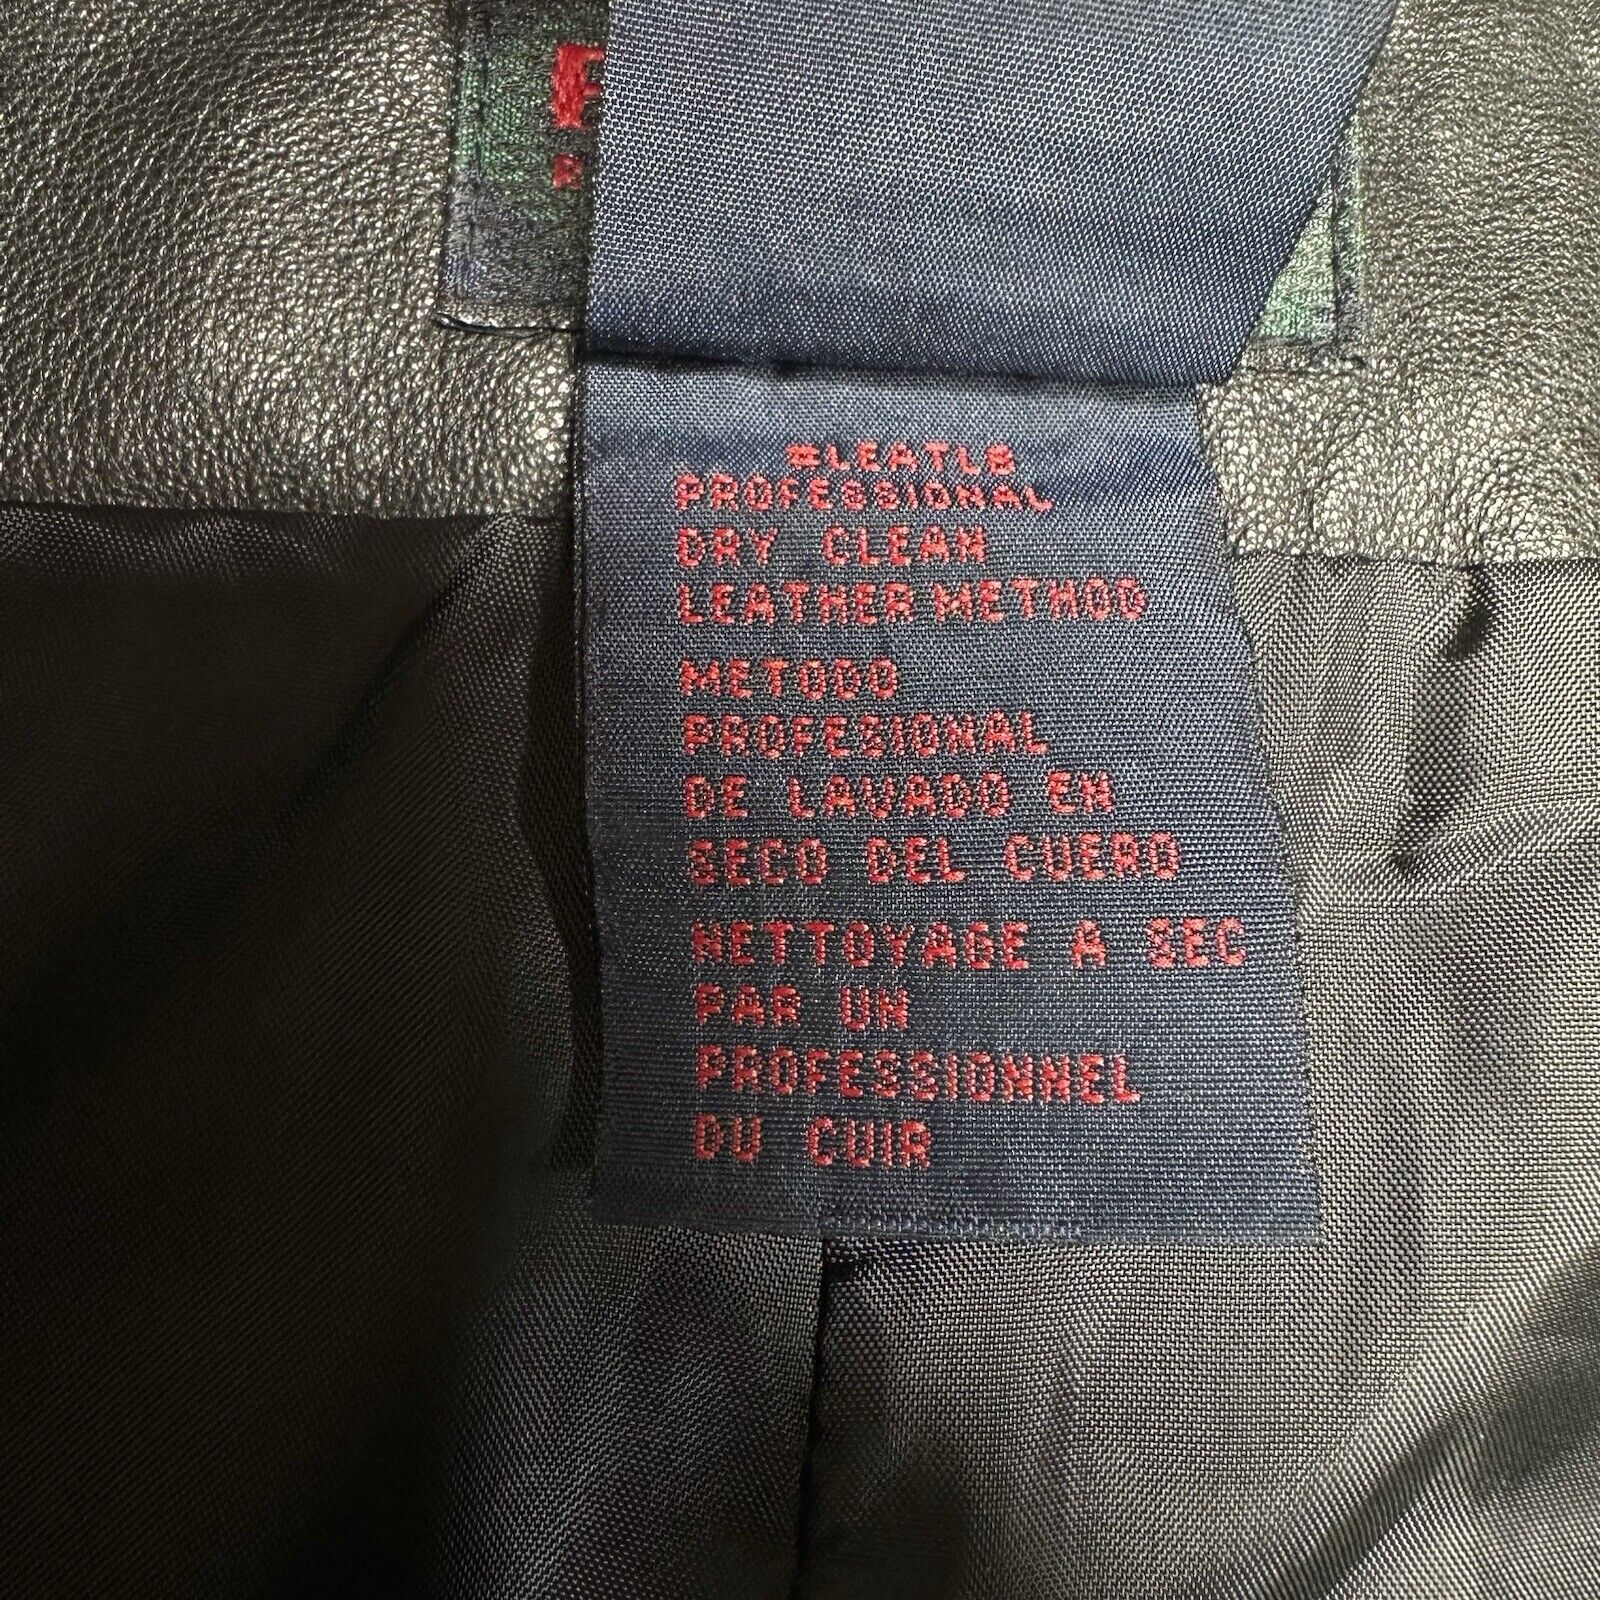 #LEATLB
PROFESSIONAL
DRY CLEAN
LEATHER METHOD
METODO
PROFESIONAL
DE LAVADO EN
SECO DEL CUERO
NETTOYAGE A SEC
PAR UN
PROFESSIONNEL
DU CUIR